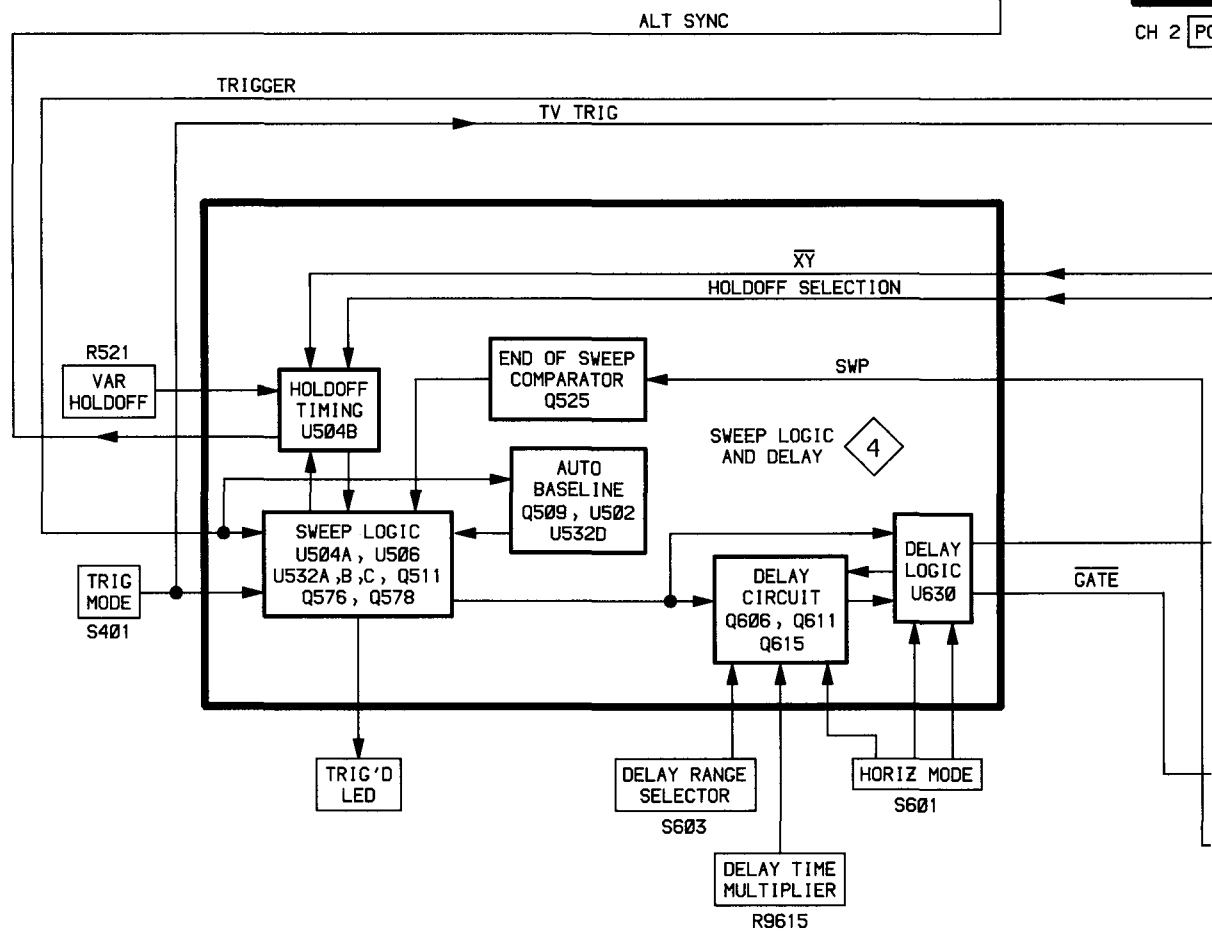 ALT SYNC
CH 2 PO
TRIGGER
TV TRIG
X̅Y̅
HOLDOFF SELECTION
R521
VAR
HOLDOFF
HOLDOFF
TIMING
U504B
END OF SWEEP
COMPARATOR
Q525
SWP
SWEEP LOGIC
AND DELAY
4
AUTO
BASELINE
Q509, U502
U532D
SWEEP LOGIC
U504A, U506
U532A,B,C, Q511
Q576, Q578
TRIG
MODE
S401
DELAY
CIRCUIT
Q606, Q611
Q615
DELAY
LOGIC
U630
G̅A̅T̅E̅
TRIG'D
LED
DELAY RANGE
SELECTOR
S603
HORIZ MODE
S601
DELAY TIME
MULTIPLIER
R9615